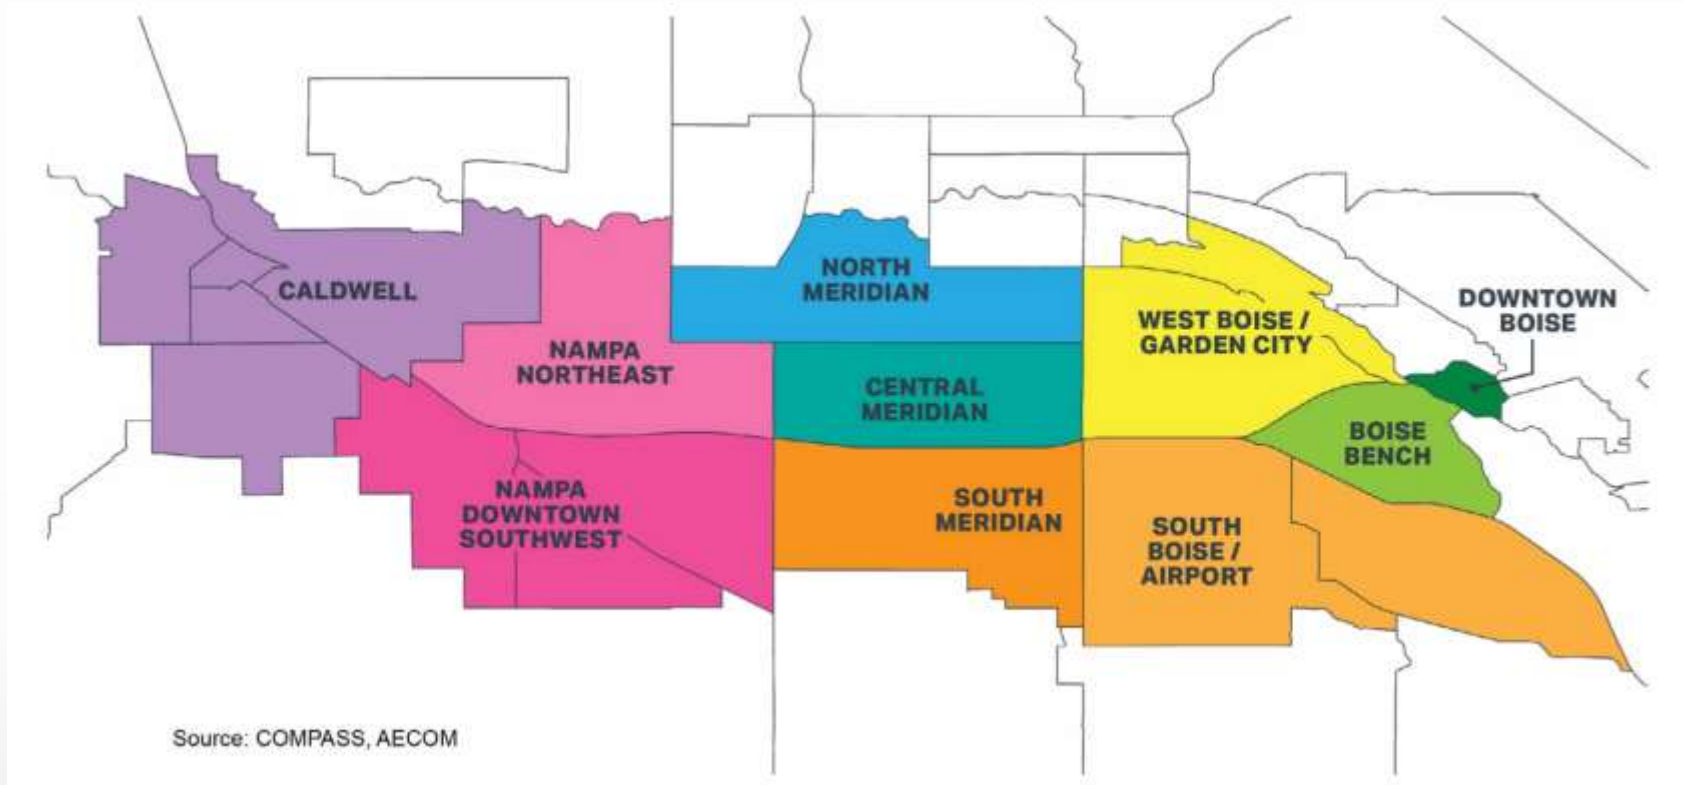 CALDWELL
NAMPA
NORTHEAST
NORTH
MERIDIAN
CENTRAL
MERIDIAN
WEST BOISE /
GARDEN CITY
DOWNTOWN
BOISE
BOISE
BENCH
NAMPA
DOWNTOWN
SOUTHWEST
SOUTH
MERIDIAN
SOUTH
BOISE /
AIRPORT
Source: COMPASS, AECOM